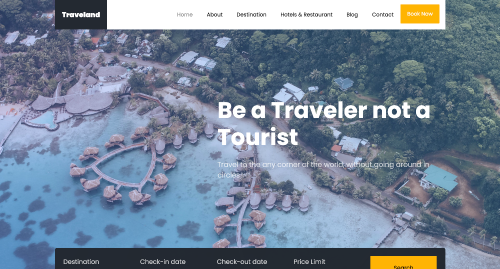 Traveland
Home About Destination Hotels & Restaurant Blog Contact Book Now
Be a Traveler not a
Tourist
Travel to the any corner of the world, without going around in
circles
Destination Check-in date Check-out date Price Limit
Search